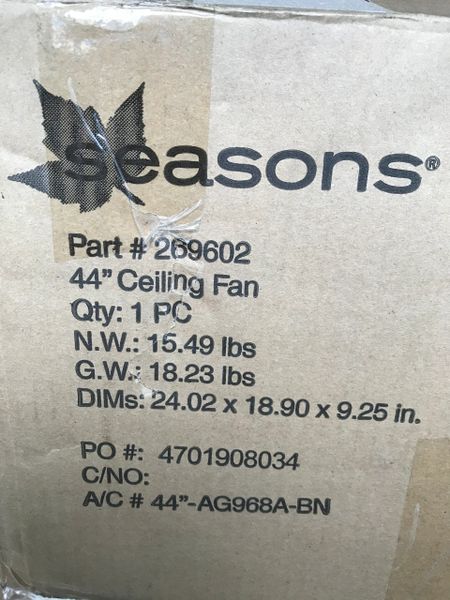 seasons®
Part # 269602
44" Ceiling Fan
Qty: 1 PC
N.W.: 15.49 lbs
G.W.: 18.23 lbs
DIMs: 24.02 x 18.90 x 9.25 in.
PO #: 4701908034
C/NO:
A/C # 44"-AG968A-BN